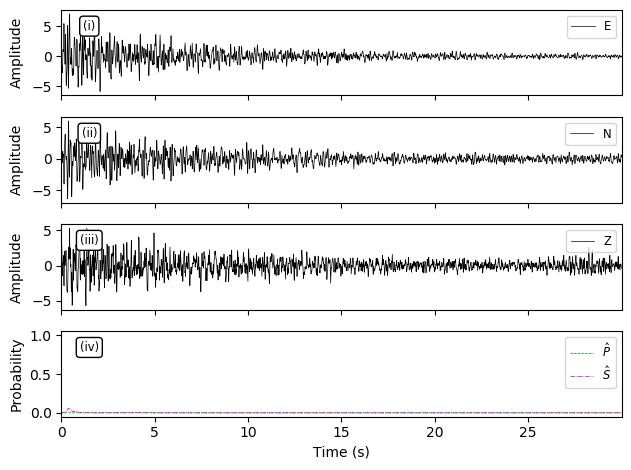 Amplitude
5
0
−5
(i)
E
Amplitude
5
0
−5
(ii)
N
Amplitude
5
0
−5
(iii)
Z
Probability
1.0
0.5
0.0
(iv)
P̂
Ŝ
0 5 10 15 20 25
Time (s)